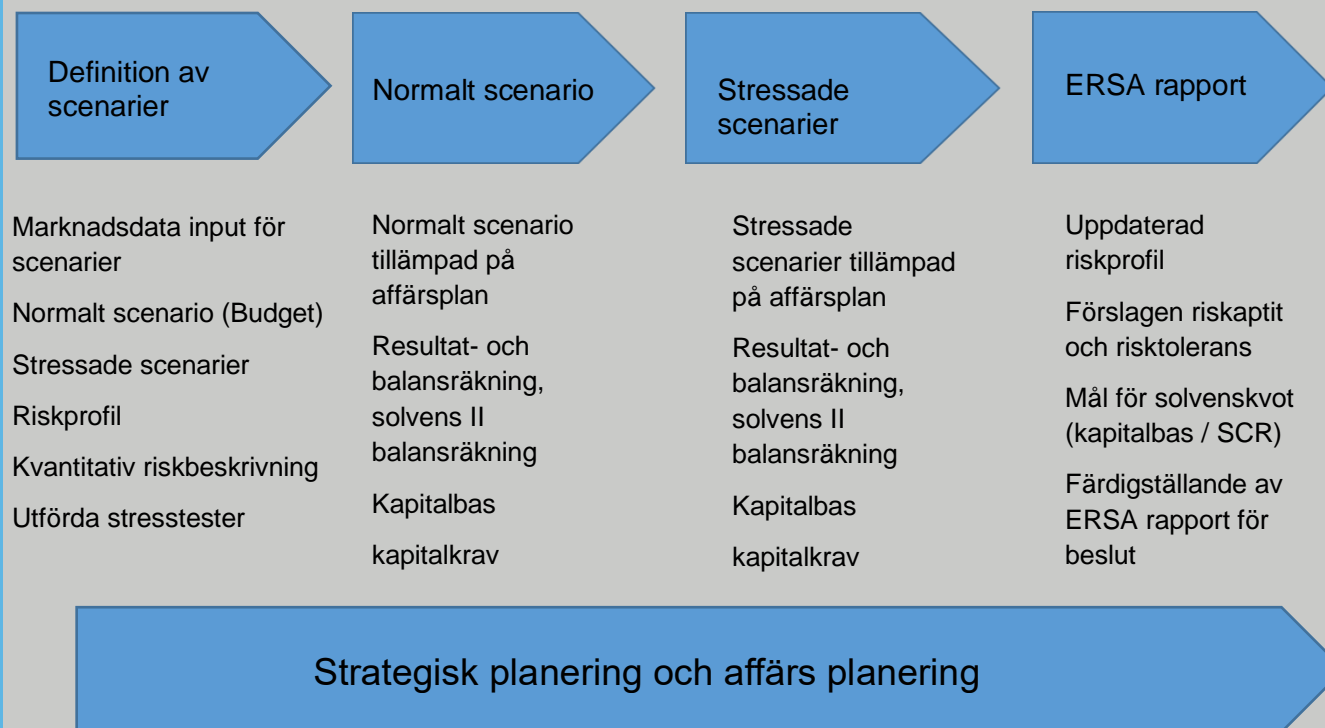 Definition av
scenarier
Normalt scenario
Stressade
scenarier
ERSA rapport
Marknadsdata input för
scenarier
Normalt scenario (Budget)
Stressade scenarier
Riskprofil
Kvantitativ riskbeskrivning
Utförda stresstester
Normalt scenario
tillämpad på
affärsplan
Resultat- och
balansräkning,
solvens II
balansräkning
Kapitalbas
kapitalkrav
Stressade
scenarier tillämpad
på affärsplan
Resultat- och
balansräkning,
solvens II
balansräkning
Kapitalbas
kapitalkrav
Uppdaterad
riskprofil
Förslagen riskaptit
och risktolerans
Mål för solvenskvot
(kapitalbas / SCR)
Färdigställande av
ERSA rapport för
beslut
Strategisk planering och affärs planering